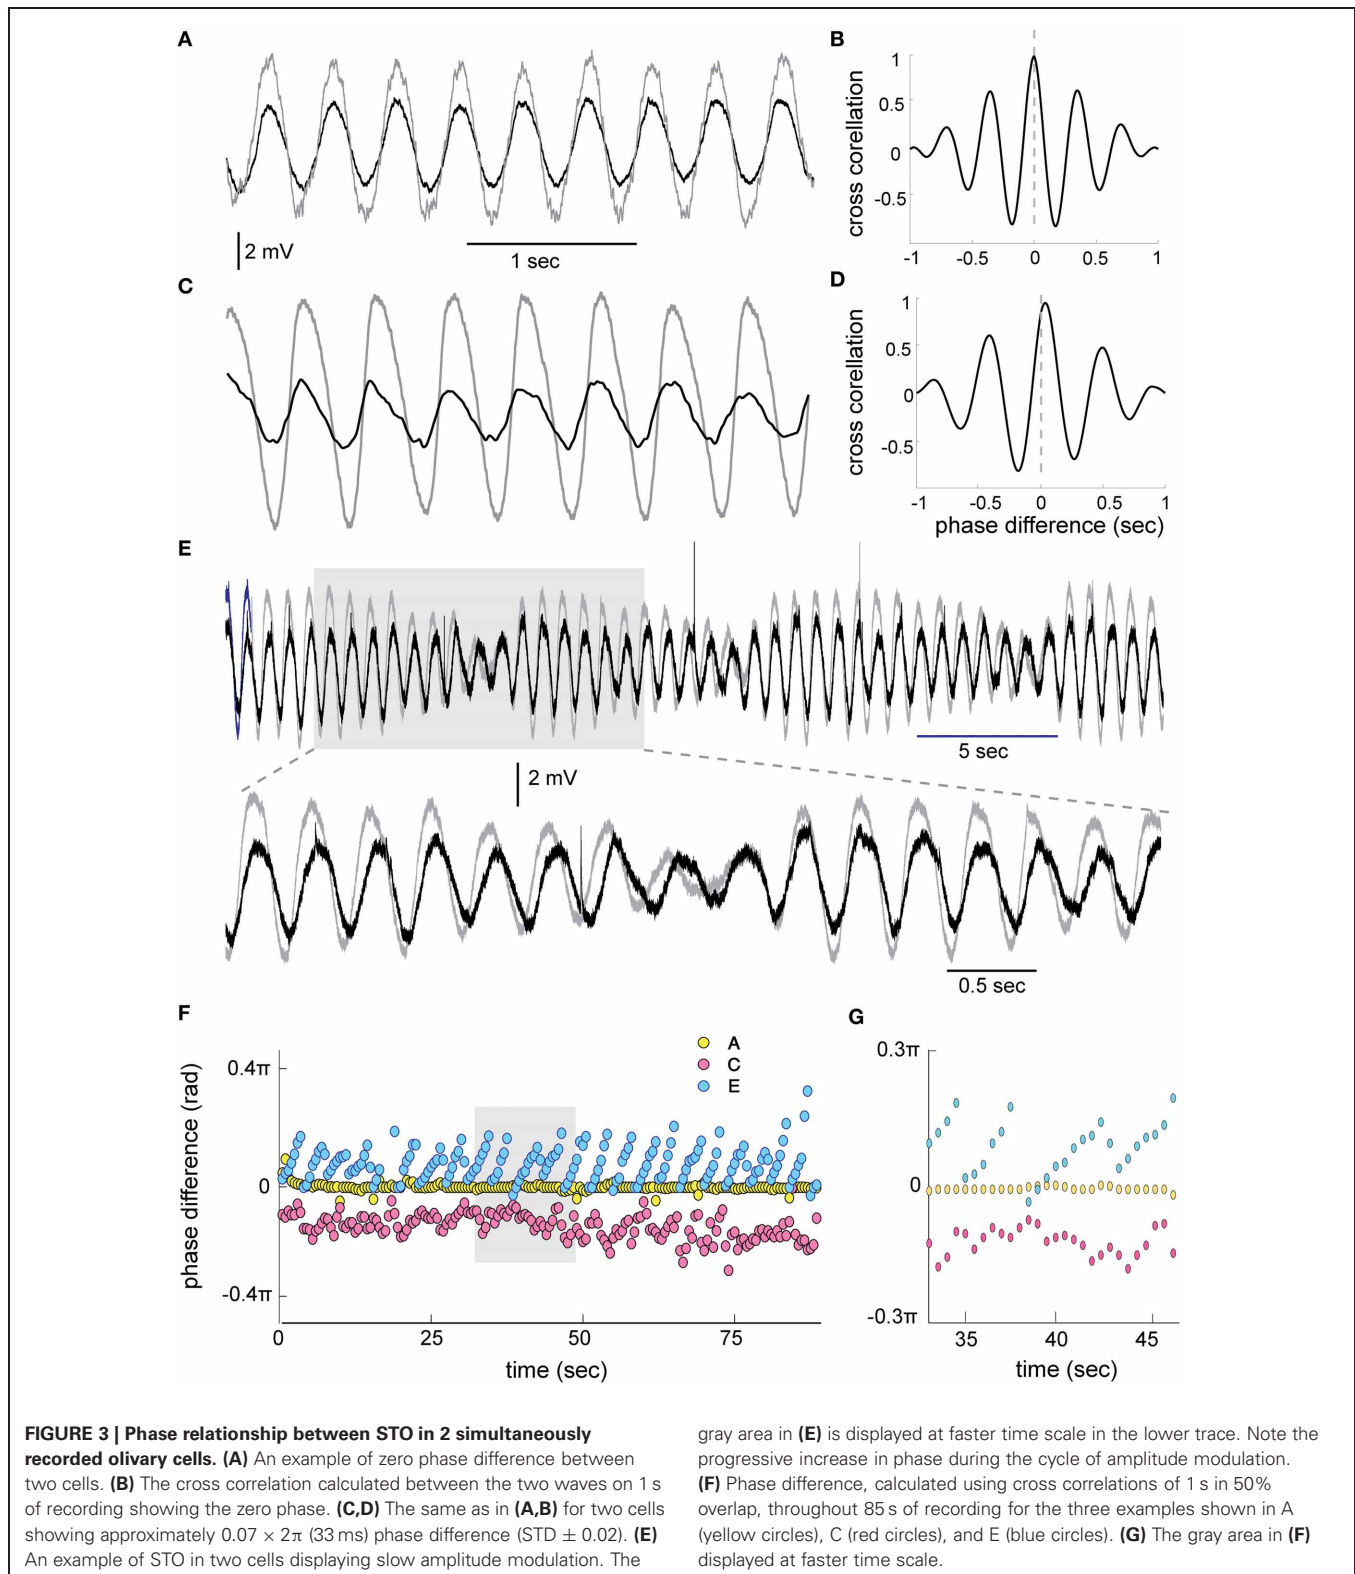 A
2 mV
1 sec
B
cross corellation
1
0.5
0
-0.5
-1
-0.5
0
0.5
1
C
D
cross corellation
1
0.5
0
-0.5
-1
-0.5
0
0.5
1
phase difference (sec)
E
5 sec
2 mV
0.5 sec
F
A
C
E
phase difference (rad)
0.4π
0
-0.4π
0
25
50
75
time (sec)
G
0.3π
0
-0.3π
35
40
45
time (sec)
FIGURE 3 | Phase relationship between STO in 2 simultaneously
recorded olivary cells. (A) An example of zero phase difference between
two cells. (B) The cross correlation calculated between the two waves on 1 s
of recording showing the zero phase. (C,D) The same as in (A,B) for two cells
showing approximately 0.07 × 2π (33 ms) phase difference (STD ± 0.02). (E)
An example of STO in two cells displaying slow amplitude modulation. The
gray area in (E) is displayed at faster time scale in the lower trace. Note the
progressive increase in phase during the cycle of amplitude modulation.
(F) Phase difference, calculated using cross correlations of 1 s in 50%
overlap, throughout 85 s of recording for the three examples shown in A
(yellow circles), C (red circles), and E (blue circles). (G) The gray area in (F)
displayed at faster time scale.